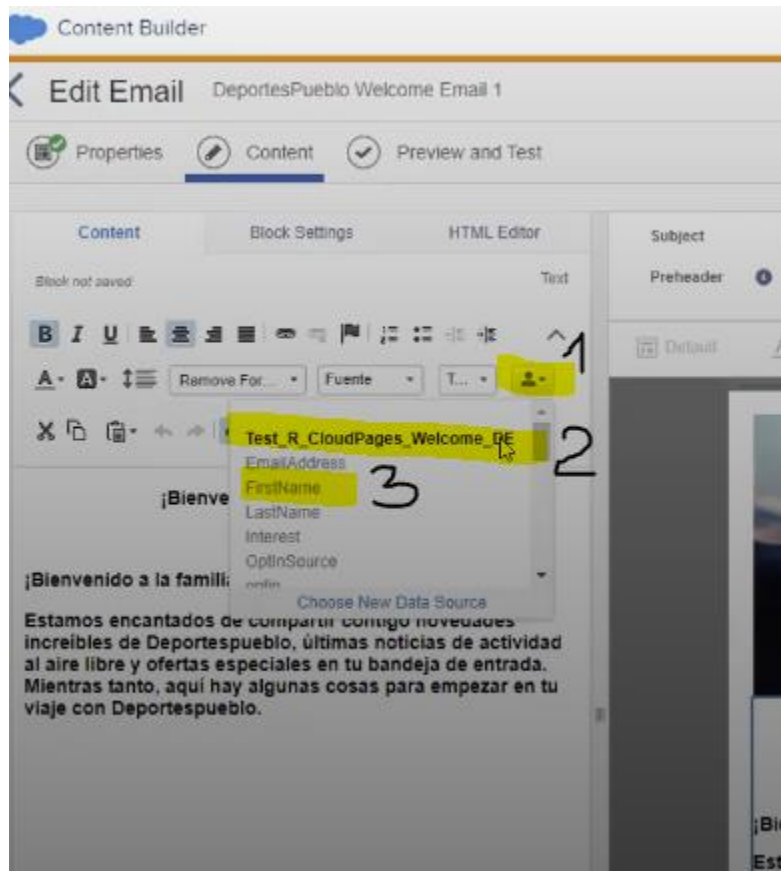 Content Builder
Edit Email DeportesPueblo Welcome Email 1
Properties Content Preview and Test
Content Block Settings HTML Editor Subject
Block not saved Text Preheader
B I U 1
A A Remove For... Fuente T... Default
Test_R_CloudPages_Welcome_DE 2
EmailAddress
FirstName 3
¡Bienve LastName
Interest
OptInSource
¡Bienvenido a la famili optin
Choose New Data Source
Estamos encantados de compartir contigo novedades
increíbles de Deportespueblo, últimas noticias de actividad
al aire libre y ofertas especiales en tu bandeja de entrada.
Mientras tanto, aquí hay algunas cosas para empezar en tu
viaje con Deportespueblo.
¡Bi
Est